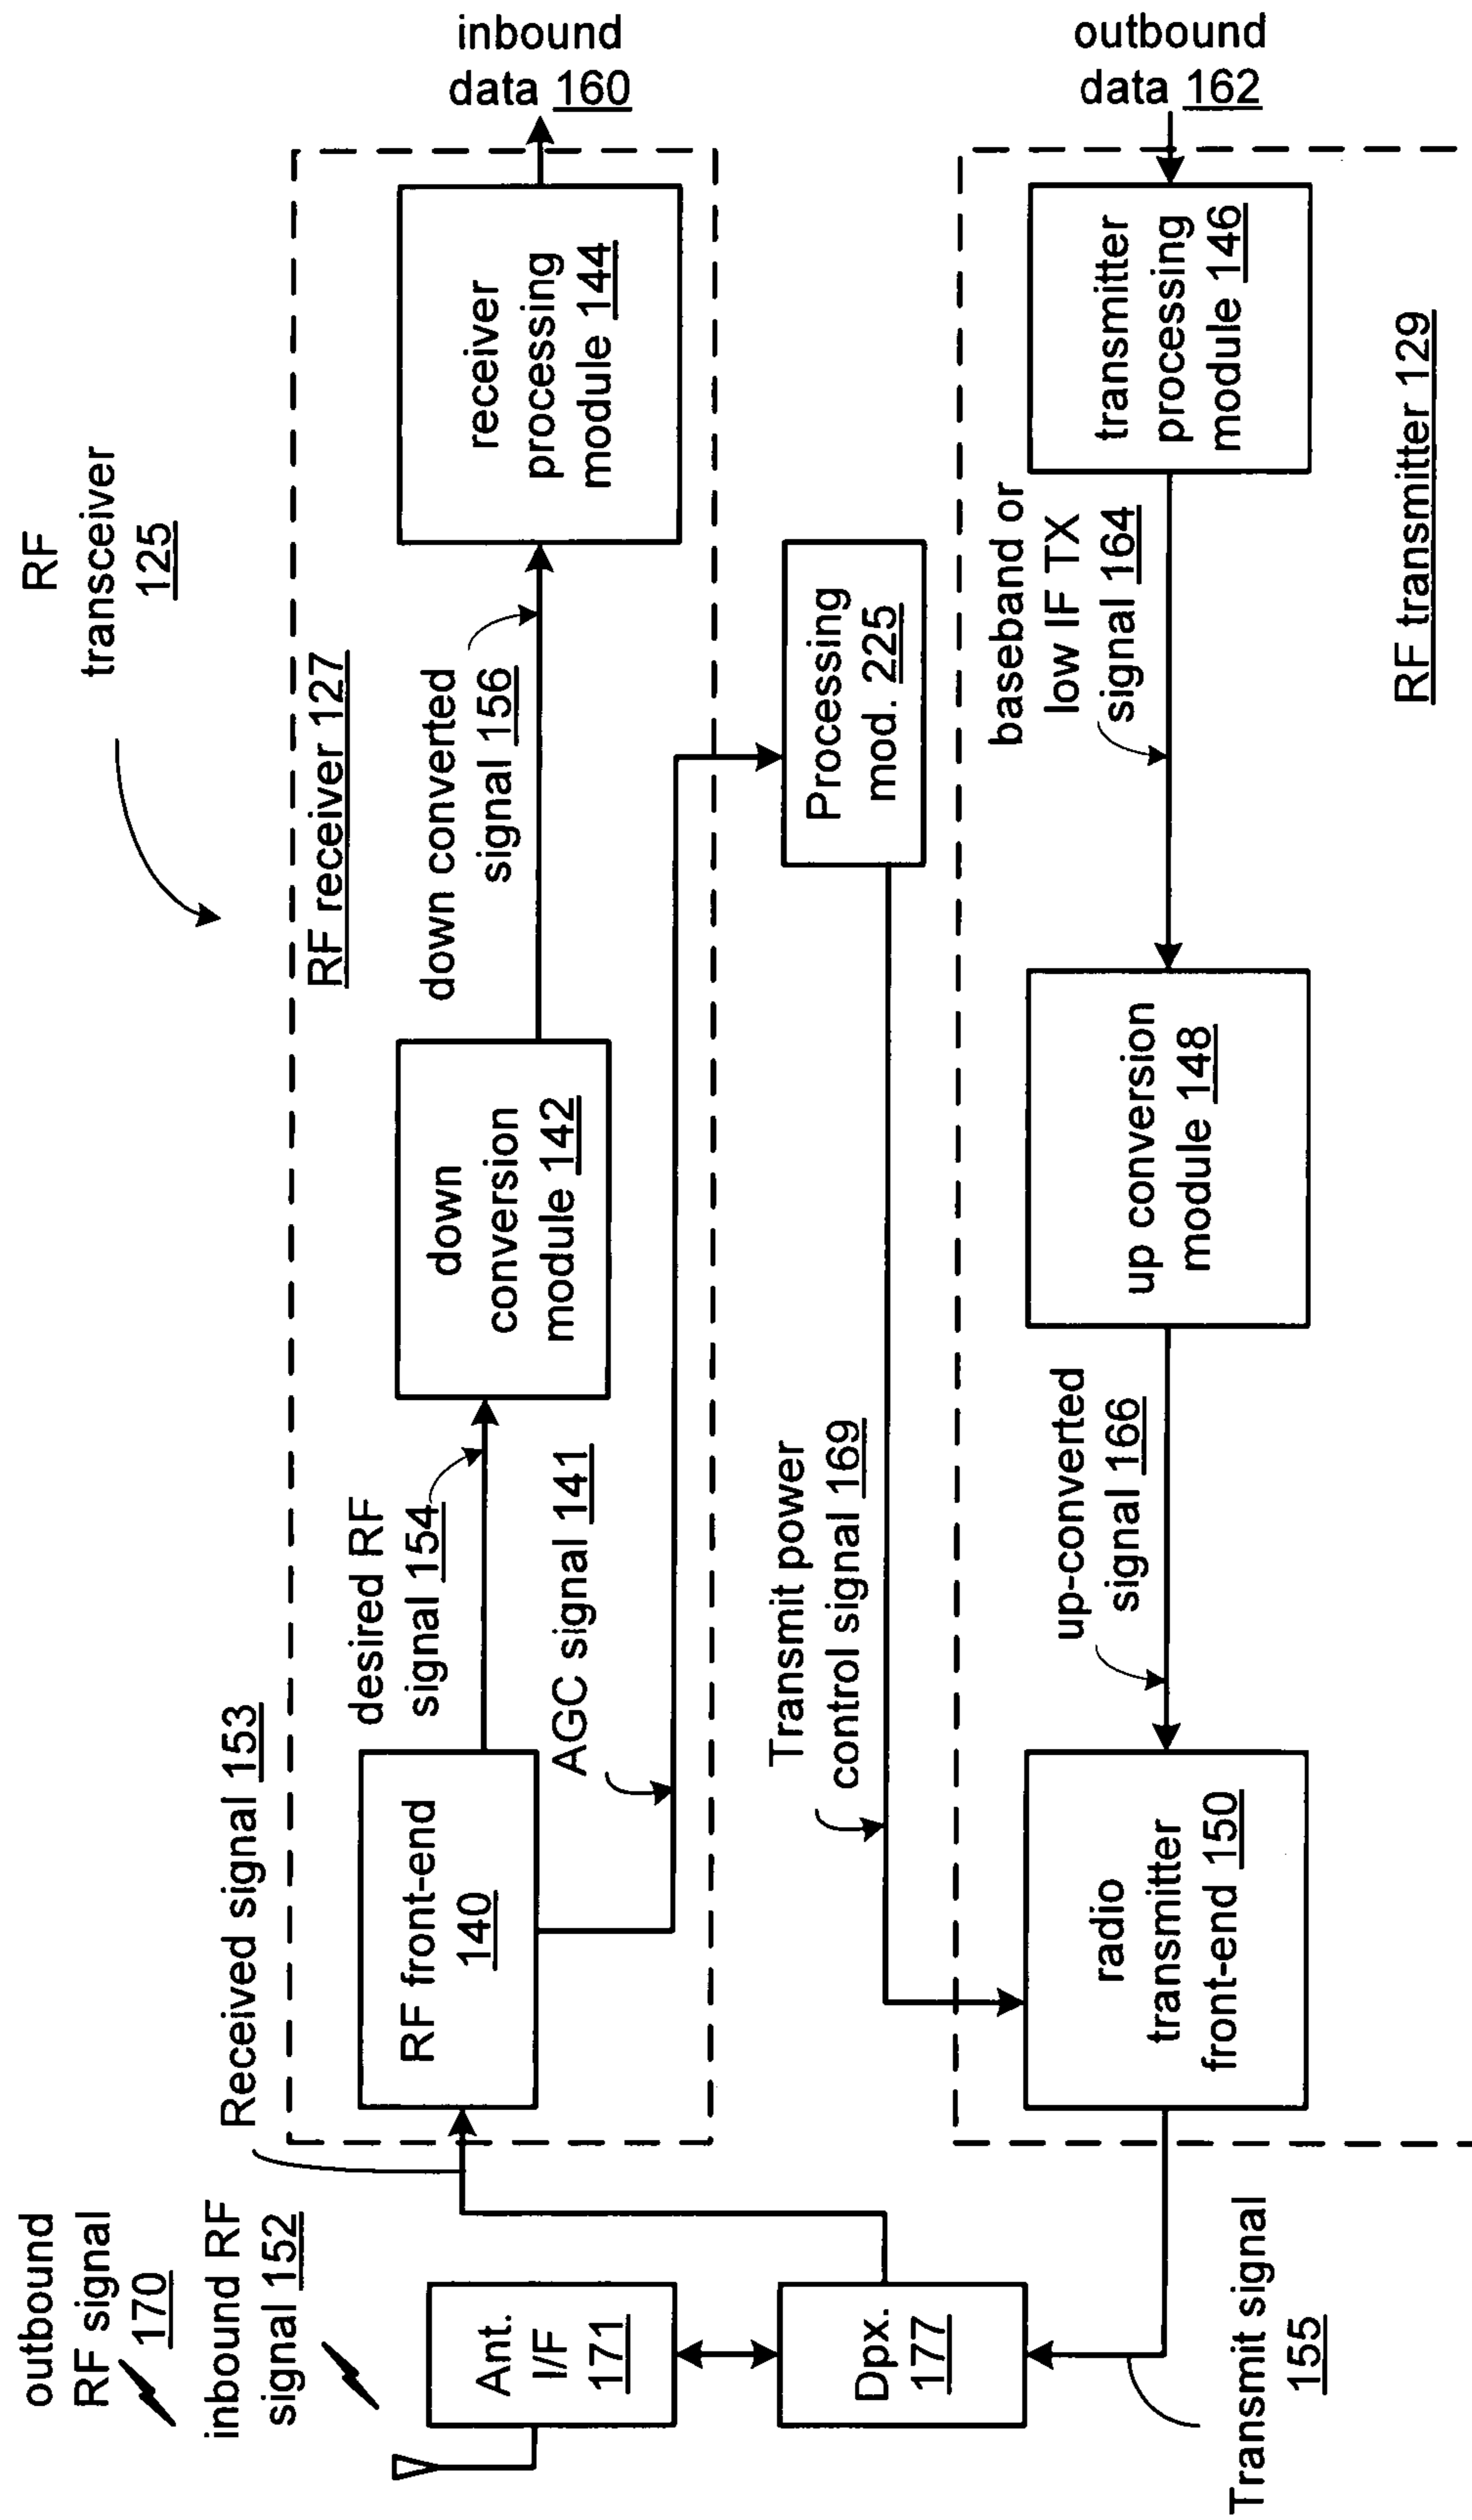 RF
transceiver
125
inbound
data 160
outbound
data 162
RF receiver 127
receiver
processing
module 144
down converted
signal 156
down
conversion
module 142
desired RF
signal 154
AGC signal 141
RF front-end
140
Received signal 153
outbound
RF signal
170
inbound RF
signal 152
Ant.
I/F
171
Dpx.
177
Processing
mod. 225
Transmit power
control signal 169
transmitter
processing
module 146
baseband or
low IF TX
signal 164
up conversion
module 148
up-converted
signal 166
radio
transmitter
front-end 150
Transmit signal
155
RF transmitter 129